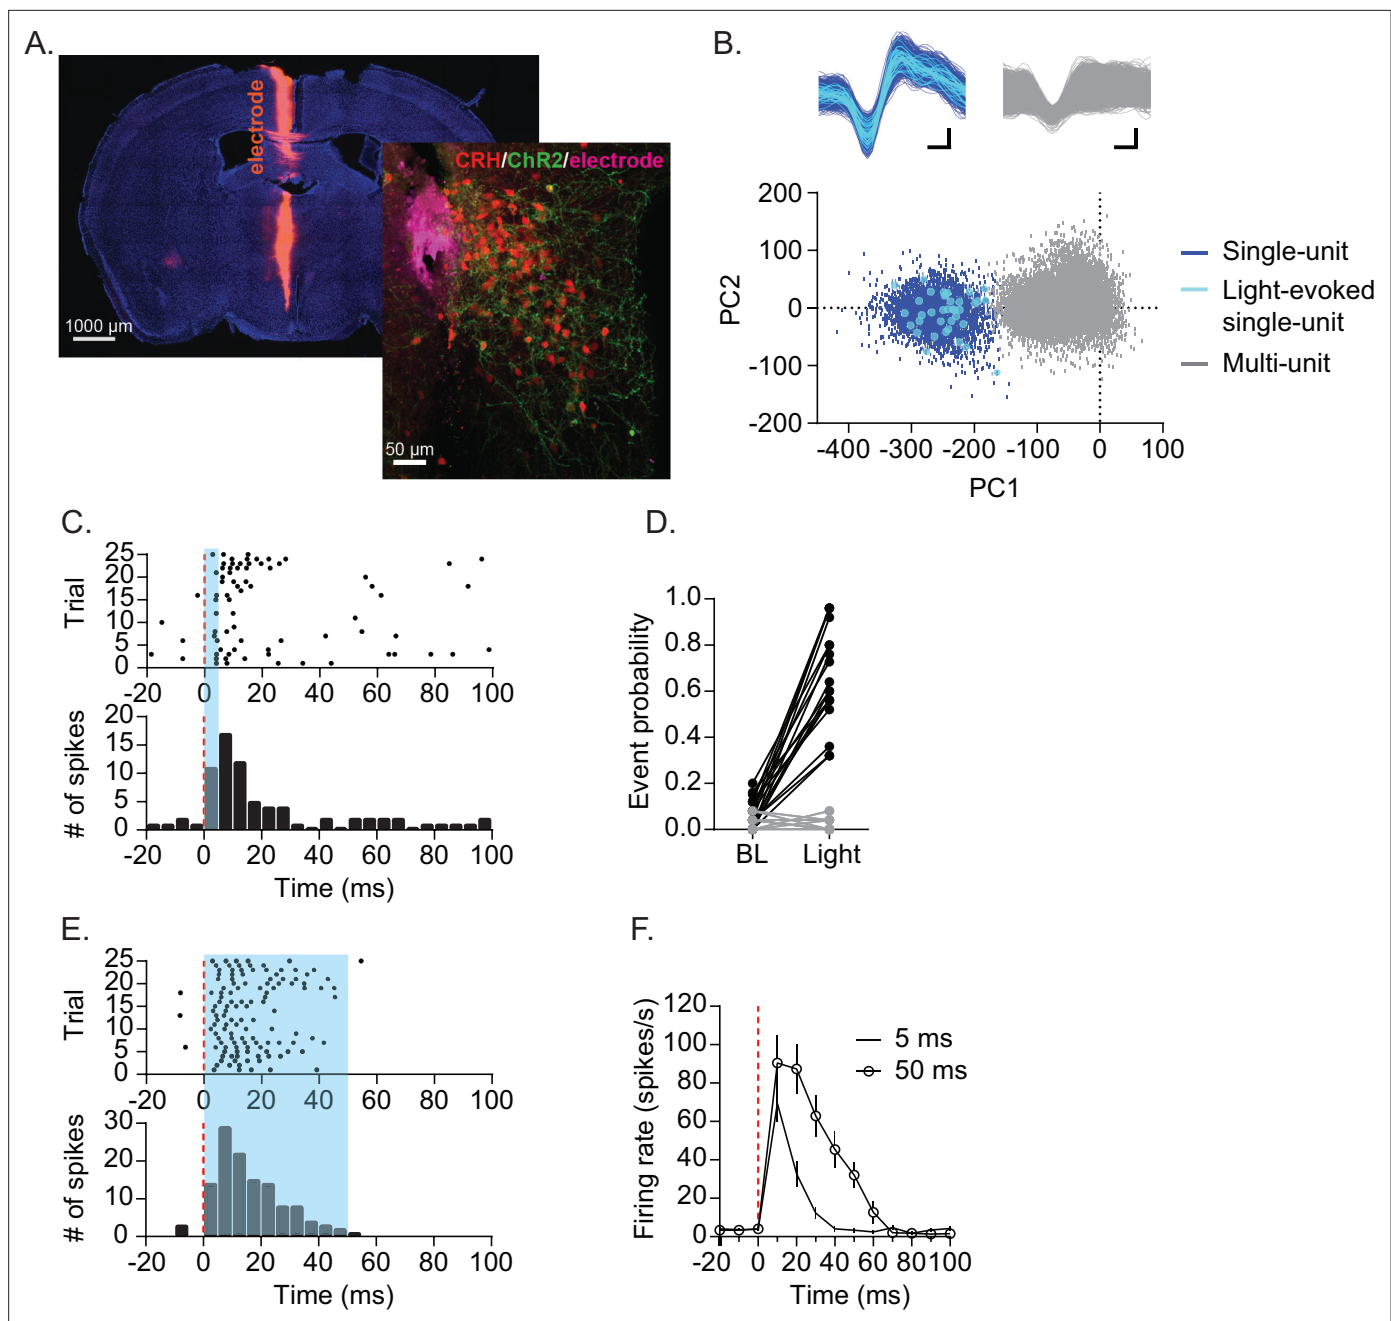 A.
electrode
1000 µm
CRH/ChR2/electrode
50 µm
B.
200
100
0
-100
-200
PC2
-400 -300 -200 -100 0 100
PC1
Single-unit
Light-evoked
single-unit
Multi-unit
C.
25
20
15
10
5
0
Trial
-20 0 20 40 60 80 100
20
15
10
5
0
# of spikes
-20 0 20 40 60 80 100
Time (ms)
D.
1.0
0.8
0.6
0.4
0.2
0.0
Event probability
BL Light
E.
25
20
15
10
5
0
Trial
-20 0 20 40 60 80 100
30
20
10
0
# of spikes
-20 0 20 40 60 80 100
Time (ms)
F.
120
100
80
60
40
20
0
Firing rate (spikes/s)
5 ms
50 ms
-20 0 20 40 60 80 100
Time (ms)